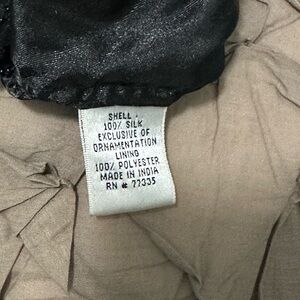 SHELL
100% SILK
EXCLUSIVE OF
ORNAMENTATION
LINING
100% POLYESTER
MADE IN INDIA
RN # 77335